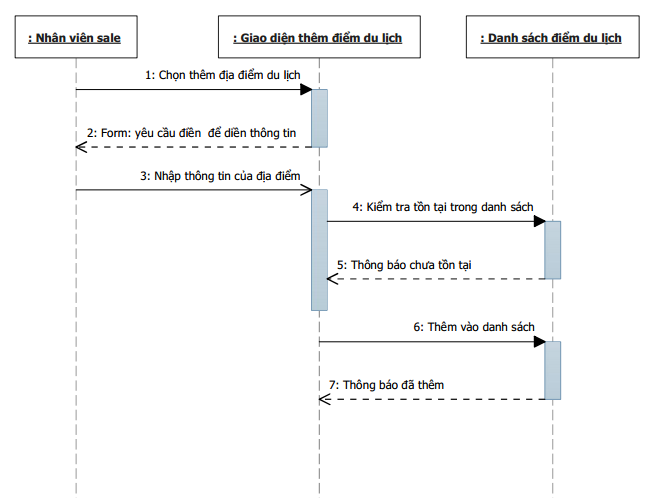 : Nhân viên sale
: Giao diện thêm điểm du lịch
: Danh sách điểm du lịch
1: Chọn thêm địa điểm du lịch
2: Form: yêu cầu điền để diền thông tin
3: Nhập thông tin của địa điểm
4: Kiểm tra tồn tại trong danh sách
5: Thông báo chưa tồn tại
6: Thêm vào danh sách
7: Thông báo đã thêm